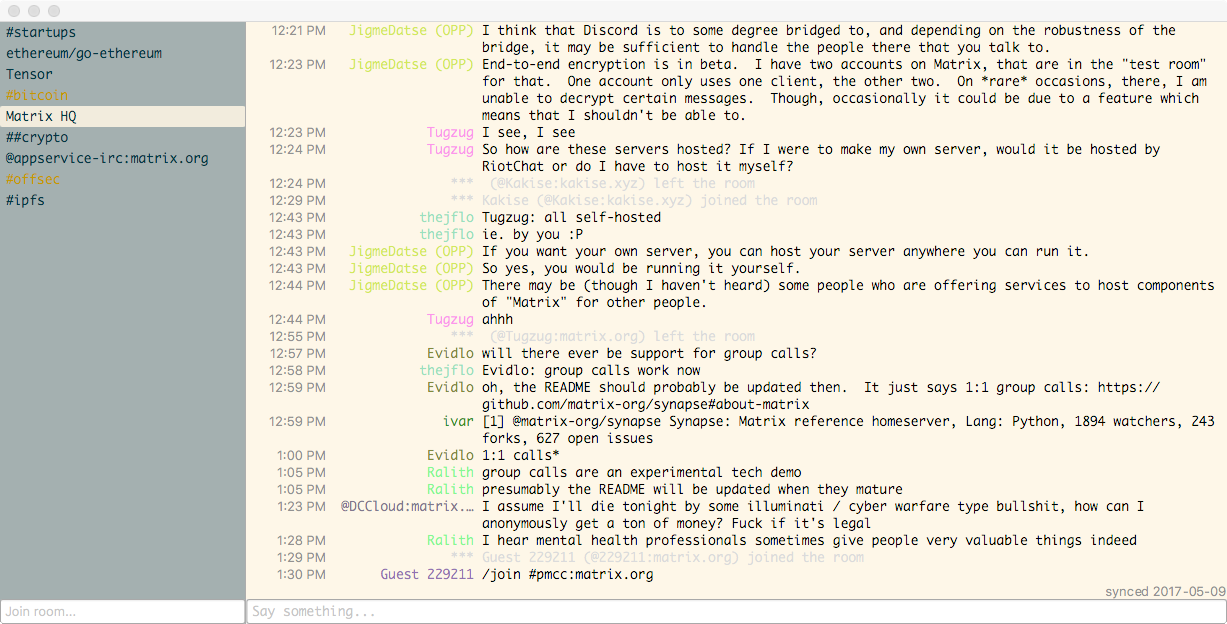 #startups
ethereum/go-ethereum
Tensor
#bitcoin
Matrix HQ
##crypto
@appservice-irc:matrix.org
#offsec
#ipfs
12:21 PM JigmeDatse (OPP) I think that Discord is to some degree bridged to, and depending on the robustness of the
bridge, it may be sufficient to handle the people there that you talk to.
12:23 PM JigmeDatse (OPP) End-to-end encryption is in beta.  I have two accounts on Matrix, that are in the "test room"
for that.  One account only uses one client, the other two.  On *rare* occasions, there, I am
unable to decrypt certain messages.  Though, occasionally it could be due to a feature which
means that I shouldn't be able to.
12:23 PM Tugzug I see, I see
12:24 PM Tugzug So how are these servers hosted? If I were to make my own server, would it be hosted by
RiotChat or do I have to host it myself?
12:24 PM *** (@Kakise:kakise.xyz) left the room
12:29 PM *** Kakise (@Kakise:kakise.xyz) joined the room
12:43 PM thejflo Tugzug: all self-hosted
12:43 PM thejflo ie. by you :P
12:43 PM JigmeDatse (OPP) If you want your own server, you can host your server anywhere you can run it.
12:43 PM JigmeDatse (OPP) So yes, you would be running it yourself.
12:44 PM JigmeDatse (OPP) There may be (though I haven't heard) some people who are offering services to host components
of "Matrix" for other people.
12:44 PM Tugzug ahhh
12:55 PM *** (@Tugzug:matrix.org) left the room
12:57 PM Evidlo will there ever be support for group calls?
12:58 PM thejflo Evidlo: group calls work now
12:59 PM Evidlo oh, the README should probably be updated then.  It just says 1:1 group calls: https://
github.com/matrix-org/synapse#about-matrix
12:59 PM ivar [1] @matrix-org/synapse Synapse: Matrix reference homeserver, Lang: Python, 1894 watchers, 243
forks, 627 open issues
1:00 PM Evidlo 1:1 calls*
1:05 PM Ralith group calls are an experimental tech demo
1:05 PM Ralith presumably the README will be updated when they mature
1:23 PM @DCCloud:matrix.… I assume I'll die tonight by some illuminati / cyber warfare type bullshit, how can I
anonymously get a ton of money? Fuck if it's legal
1:28 PM Ralith I hear mental health professionals sometimes give people very valuable things indeed
1:29 PM *** Guest 229211 (@229211:matrix.org) joined the room
1:30 PM Guest 229211 /join #pmcc:matrix.org
synced 2017-05-09
Join room...
Say something...